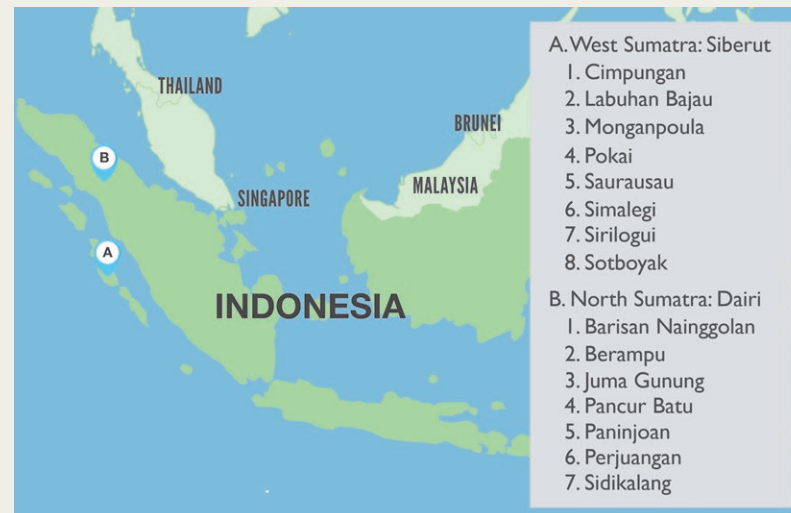 THAILAND
BRUNEI
B
MALAYSIA
SINGAPORE
A
INDONESIA
A. West Sumatra: Siberut
1. Cimpungan
2. Labuhan Bajau
3. Monganpoula
4. Pokai
5. Saurausau
6. Simalegi
7. Sirilogui
8. Sotboyak
B. North Sumatra: Dairi
1. Barisan Nainggolan
2. Berampu
3. Juma Gunung
4. Pancur Batu
5. Paninjoan
6. Perjuangan
7. Sidikalang